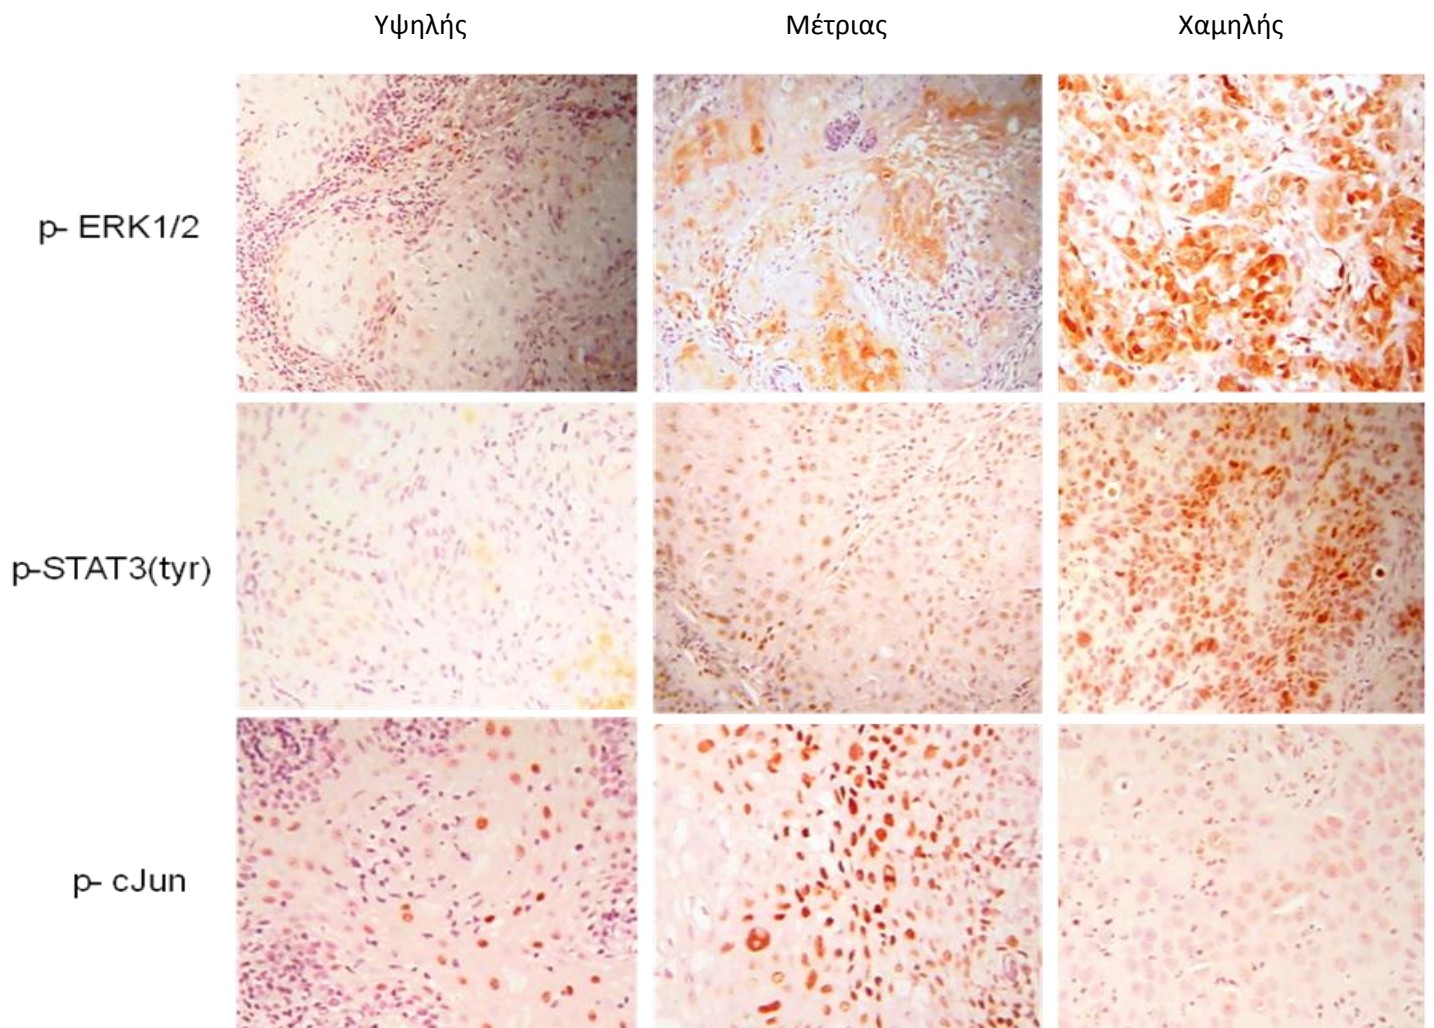 Υψηλής Μέτριας Χαμηλής
p- ERK1/2
p-STAT3(tyr)
p- cJun